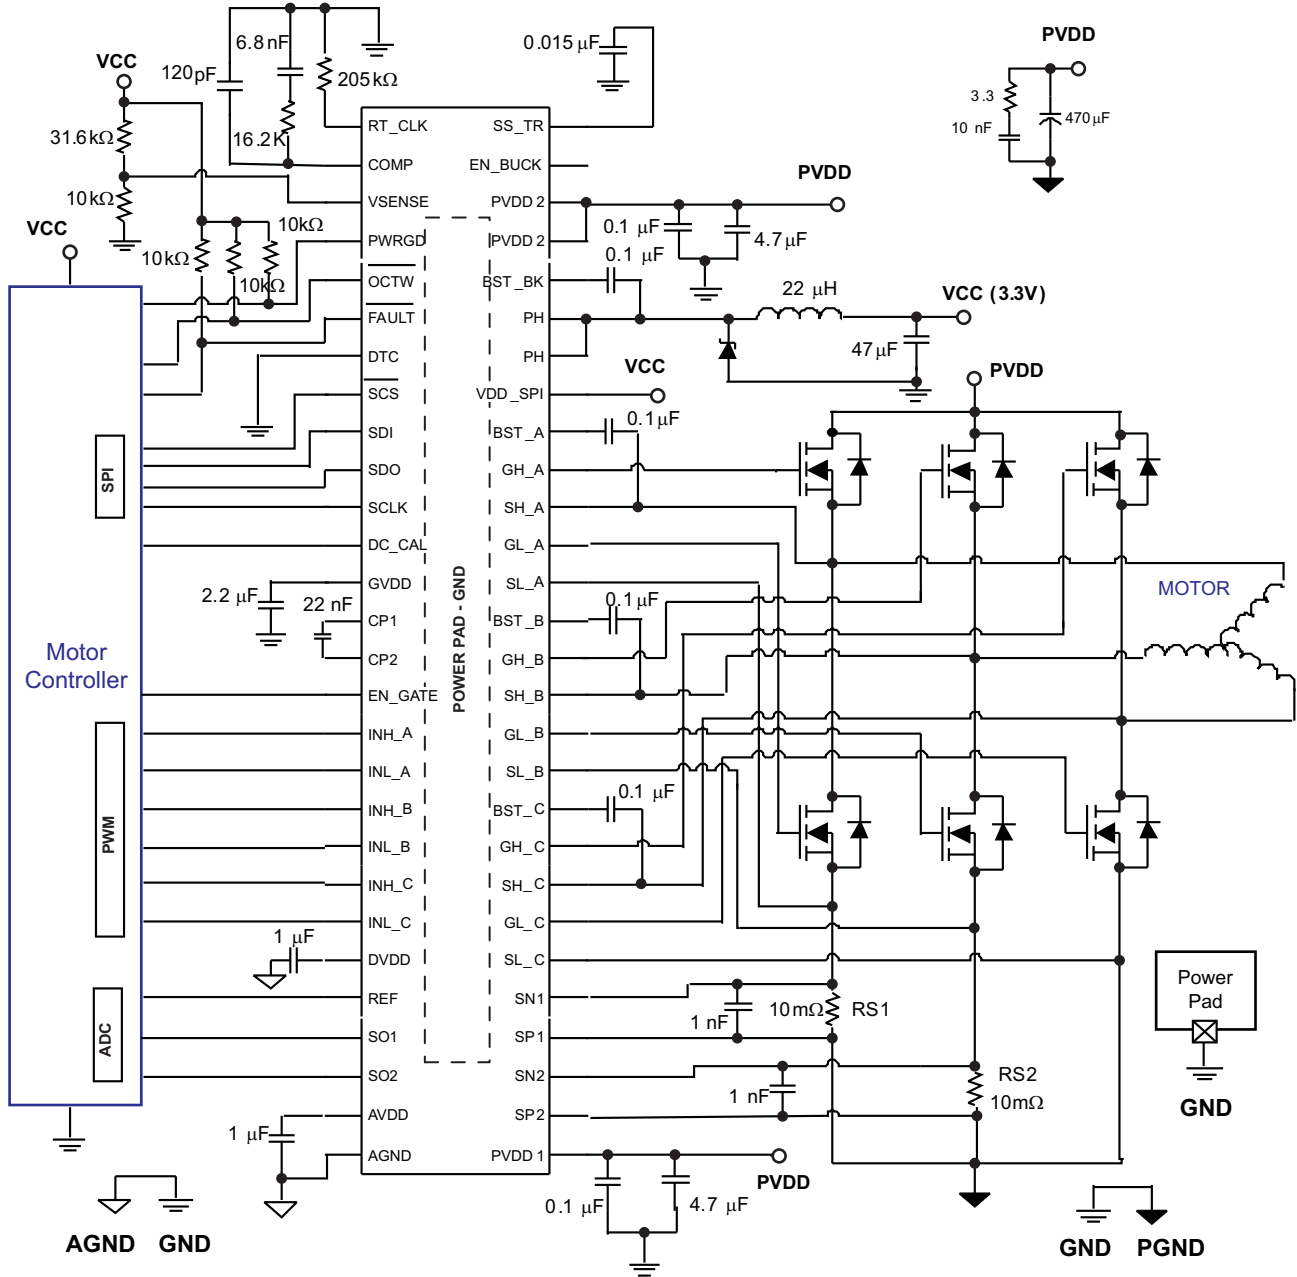 6.8nF
120pF
205kΩ
16.2K
VCC
31.6kΩ
10kΩ
VCC
10kΩ
10kΩ
10kΩ
0.015 µF
PVDD
3.3
10 nF
470µF
RT_CLK
COMP
VSENSE
PWRGD
OCTW
FAULT
DTC
SCS
SDI
SDO
SCLK
DC_CAL
GVDD
CP1
CP2
EN_GATE
INH_A
INL_A
INH_B
INL_B
INH_C
INL_C
DVDD
REF
SO1
SO2
AVDD
AGND
POWER PAD - GND
SS_TR
EN_BUCK
PVDD 2
PVDD 2
BST_BK
PH
PH
VDD_SPI
BST_A
GH_A
SH_A
GL_A
SL_A
BST_B
GH_B
SH_B
GL_B
SL_B
BST_C
GH_C
SH_C
GL_C
SL_C
SN1
SP1
SN2
SP2
PVDD 1
PVDD
0.1 µF
4.7µF
0.1 µF
22 µH
VCC (3.3V)
47µF
VCC
PVDD
0.1µF
0.1µF
0.1 µF
MOTOR
SPI
Motor
Controller
PWM
ADC
2.2 µF
22 nF
1 µF
1 µF
1 nF
10mΩ
RS1
1 nF
RS2
10mΩ
PVDD
0.1 µF
4.7 µF
Power
Pad
GND
AGND GND
GND PGND